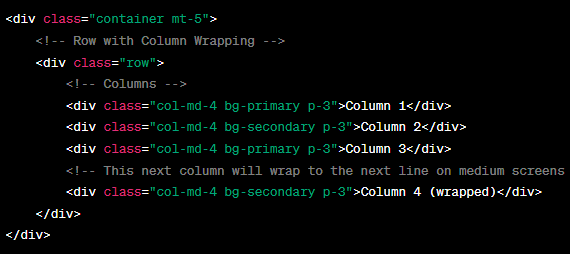 <div class="container mt-5">
    <!-- Row with Column Wrapping -->
    <div class="row">
        <!-- Columns -->
        <div class="col-md-4 bg-primary p-3">Column 1</div>
        <div class="col-md-4 bg-secondary p-3">Column 2</div>
        <div class="col-md-4 bg-primary p-3">Column 3</div>
        <!-- This next column will wrap to the next line on medium screens
        <div class="col-md-4 bg-secondary p-3">Column 4 (wrapped)</div>
    </div>
</div>